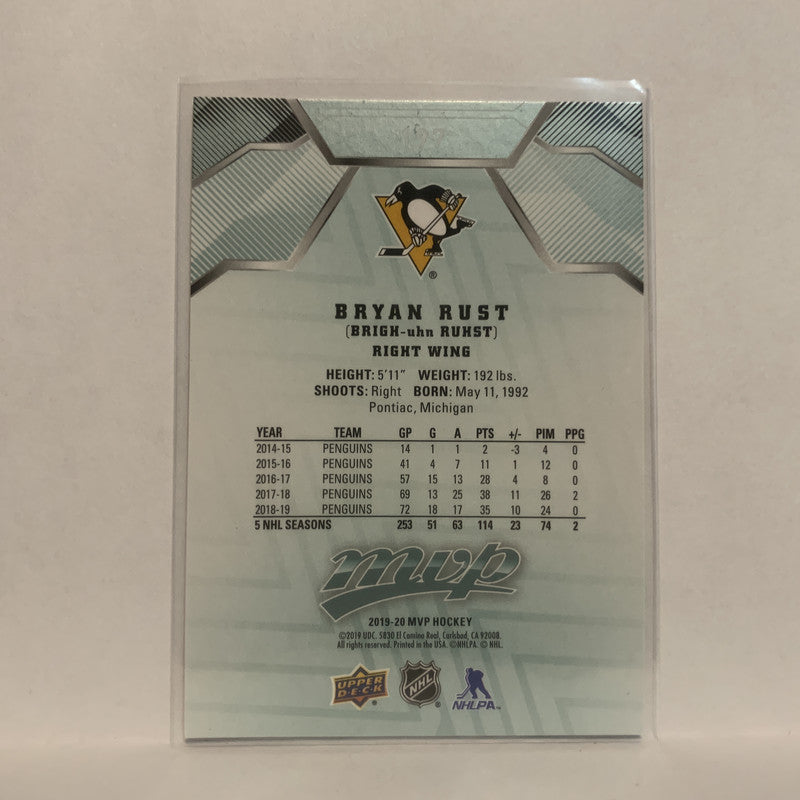 BRYAN RUST
(BRIGH-uhn RUHST)
RIGHT WING
HEIGHT: 5'11" WEIGHT: 192 lbs.
SHOOTS: Right BORN: May 11, 1992
Pontiac, Michigan
YEAR TEAM GP G A PTS +/- PIM PPG
2014-15 PENGUINS 14 1 1 2 -3 4 0
2015-16 PENGUINS 41 4 7 11 1 12 0
2016-17 PENGUINS 57 15 13 28 4 8 0
2017-18 PENGUINS 69 13 25 38 11 26 2
2018-19 PENGUINS 72 18 17 35 10 24 0
5 NHL SEASONS 253 51 63 114 23 74 2
mvp
2019-20 MVP HOCKEY
©2019 UDC. 5830 El Camino Real, Carlsbad, CA 92008.
All rights reserved. Printed in the USA. ©NHLPA. © NHL.
UPPER DECK ® NHL ® NHLPA™